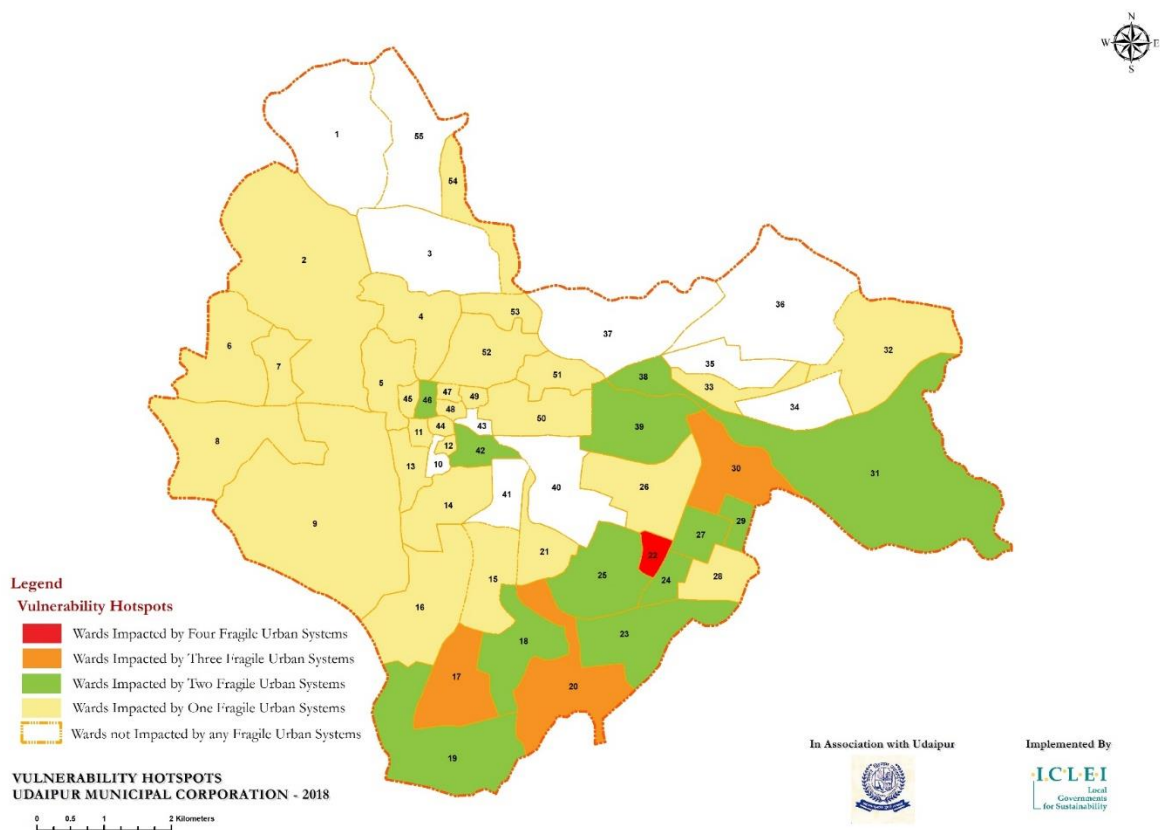 N
W E
S
1
55
54
2
3
36
4
53
37
6
52
32
7
35
51
38
5
33
47
49
45
46
34
48
50
43
39
44
11
8
12
42
10
13
30
31
41
40
26
14
9
29
27
21
22
25
28
24
15
16
23
18
17
20
19
Legend
Vulnerability Hotspots
Wards Impacted by Four Fragile Urban Systems
Wards Impacted by Three Fragile Urban Systems
Wards Impacted by Two Fragile Urban Systems
Wards Impacted by One Fragile Urban Systems
Wards not Impacted by any Fragile Urban Systems
VULNERABILITY HOTSPOTS
UDAIPUR MUNICIPAL CORPORATION - 2018
0 0.5 1 2 Kilometers
In Association with Udaipur
Implemented By
I.C.L.E.I
Local
Governments
for Sustainability